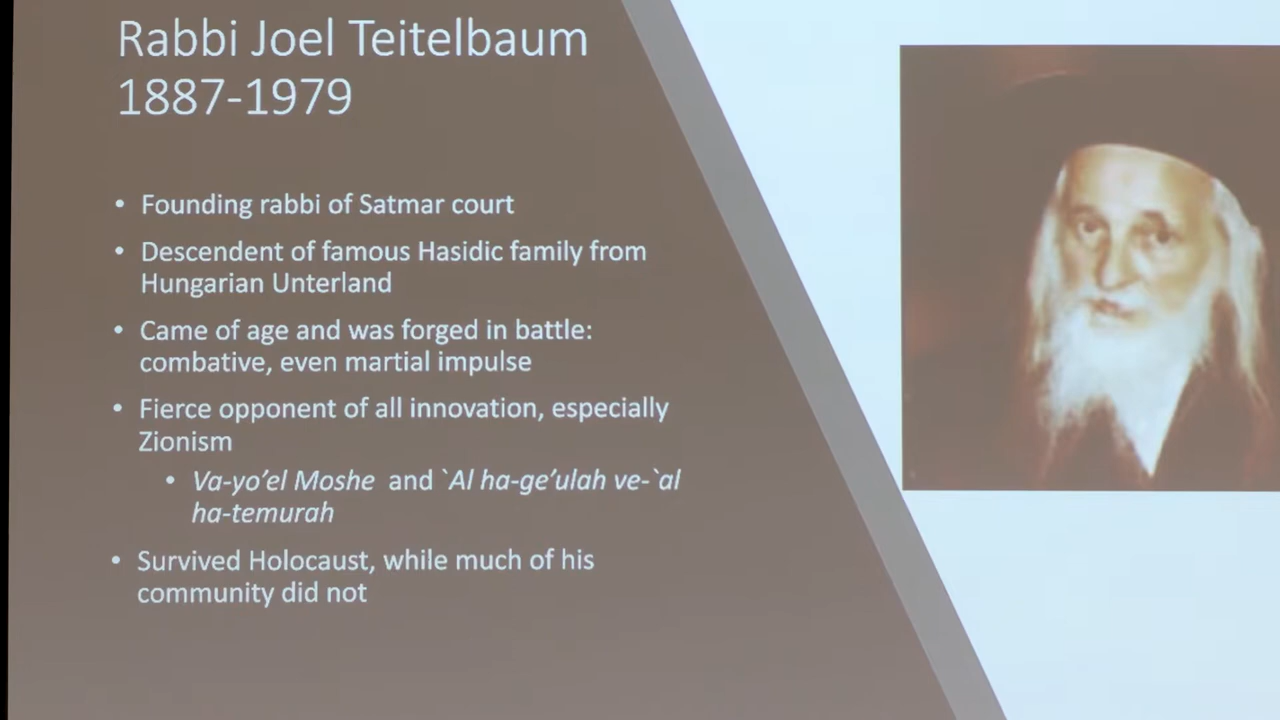 Rabbi Joel Teitelbaum
1887-1979
• Founding rabbi of Satmar court
• Descendent of famous Hasidic family from
Hungarian Unterland
• Came of age and was forged in battle:
combative, even martial impulse
• Fierce opponent of all innovation, especially
Zionism
• Va-yo’el Moshe and `Al ha-ge’ulah ve-`al
ha-temurah
• Survived Holocaust, while much of his
community did not